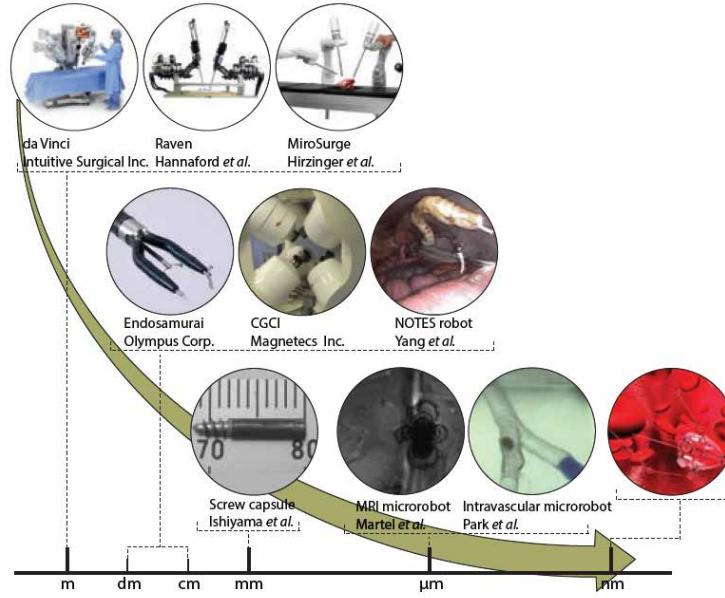 da Vinci
Intuitive Surgical Inc.
Raven
Hannaford et al.
MiroSurge
Hirzinger et al.
Endosamurai
Olympus Corp.
CGCI
Magnetecs Inc.
NOTES robot
Yang et al.
70
80
Screw capsule
Ishiyama et al.
MRI microrobot
Martel et al.
Intravascular microrobot
Park et al.
m
dm
cm
mm
μm
nm